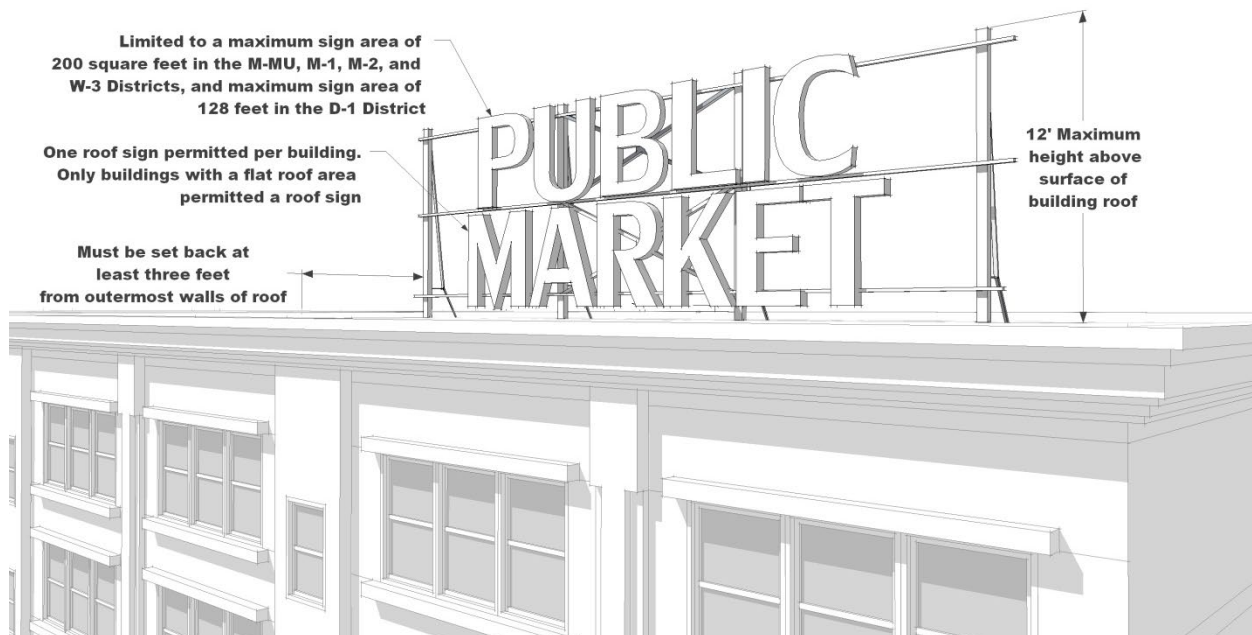 Limited to a maximum sign area of
200 square feet in the M-MU, M-1, M-2, and
W-3 Districts, and maximum sign area of
128 feet in the D-1 District
One roof sign permitted per building.
Only buildings with a flat roof area
permitted a roof sign
Must be set back at
least three feet
from outermost walls of roof
PUBLIC
MARKET
12' Maximum
height above
surface of
building roof